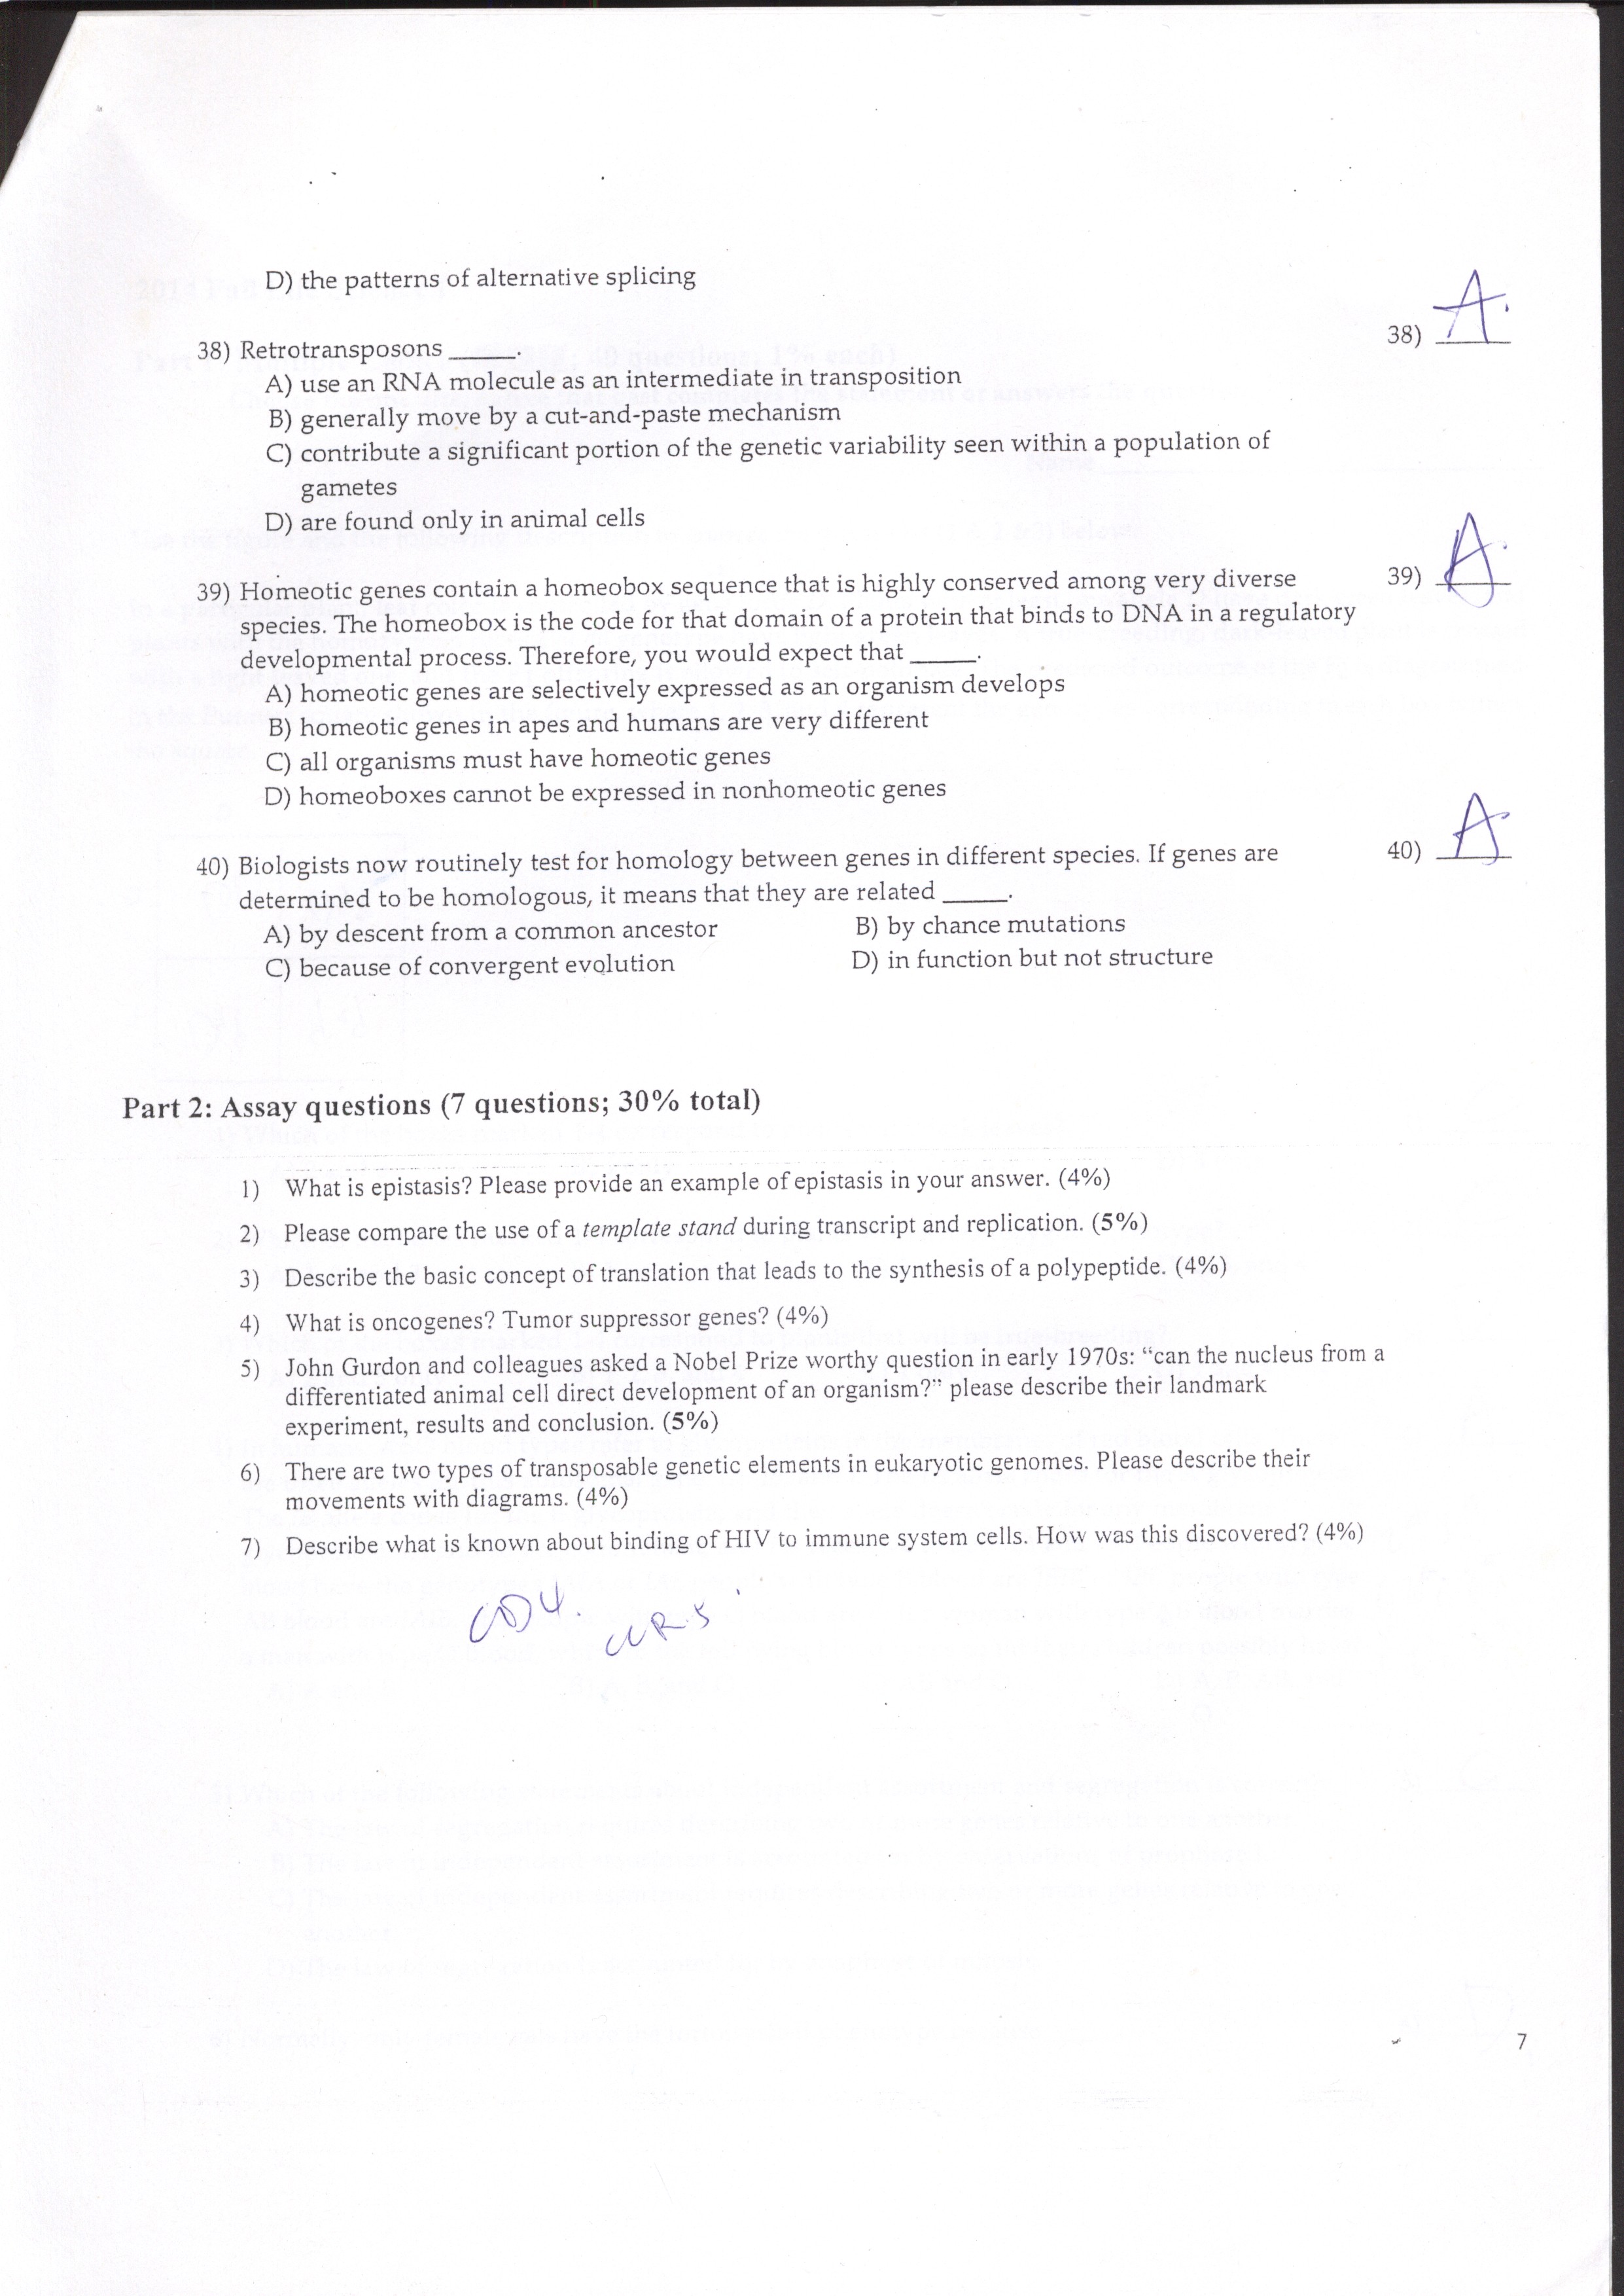 D) the patterns of alternative splicing
38) Retrotransposons _____. 38) A.
A) use an RNA molecule as an intermediate in transposition
B) generally move by a cut-and-paste mechanism
C) contribute a significant portion of the genetic variability seen within a population of
gametes
D) are found only in animal cells
39) Homeotic genes contain a homeobox sequence that is highly conserved among very diverse 39) A.
species. The homeobox is the code for that domain of a protein that binds to DNA in a regulatory
developmental process. Therefore, you would expect that _____.
A) homeotic genes are selectively expressed as an organism develops
B) homeotic genes in apes and humans are very different
C) all organisms must have homeotic genes
D) homeoboxes cannot be expressed in nonhomeotic genes
40) Biologists now routinely test for homology between genes in different species. If genes are 40) A
determined to be homologous, it means that they are related _____.
A) by descent from a common ancestor B) by chance mutations
C) because of convergent evolution D) in function but not structure
Part 2: Assay questions (7 questions; 30% total)
1) What is epistasis? Please provide an example of epistasis in your answer. (4%)
2) Please compare the use of a template stand during transcript and replication. (5%)
3) Describe the basic concept of translation that leads to the synthesis of a polypeptide. (4%)
4) What is oncogenes? Tumor suppressor genes? (4%)
5) John Gurdon and colleagues asked a Nobel Prize worthy question in early 1970s: “can the nucleus from a
differentiated animal cell direct development of an organism?” please describe their landmark
experiment, results and conclusion. (5%)
6) There are two types of transposable genetic elements in eukaryotic genomes. Please describe their
movements with diagrams. (4%)
7) Describe what is known about binding of HIV to immune system cells. How was this discovered? (4%)
CD4.
CCR5
7